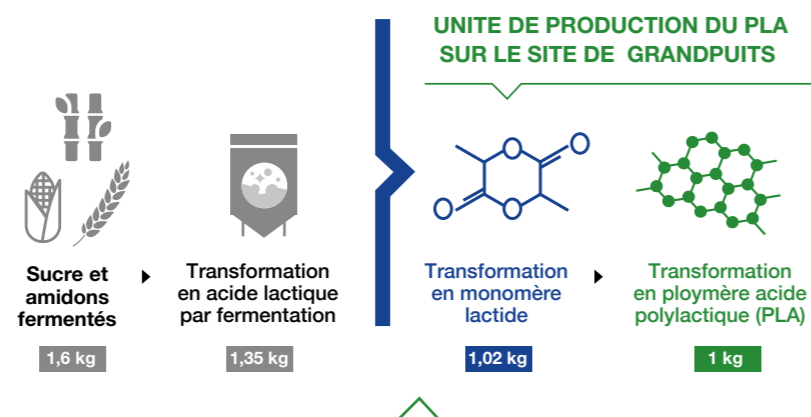 UNITE DE PRODUCTION DU PLA
SUR LE SITE DE GRANDPUITS
Sucre et
amidons
fermentés
1,6 kg
Transformation
en acide lactique
par fermentation
1,35 kg
Transformation
en monomère
lactide
1,02 kg
Transformation
en ploymère acide
polylactique (PLA)
1 kg